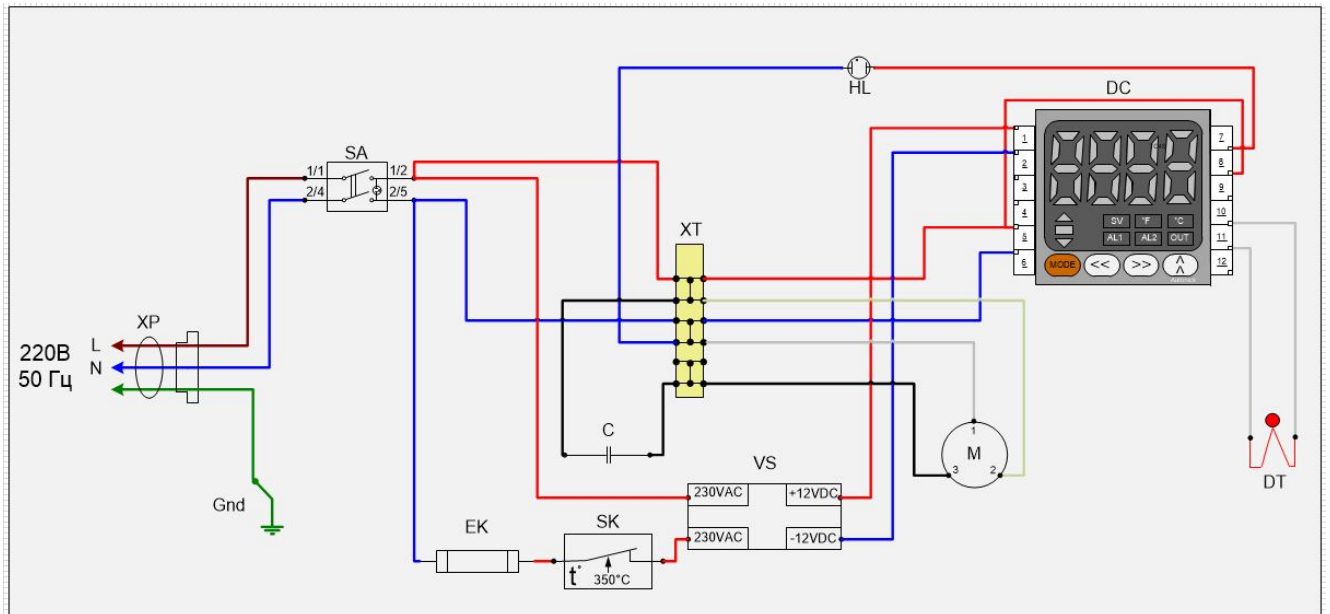 HL
DC
SA
1/1
1/2
2/4
2/5
1
2
3
4
5
6
7
8
9
10
11
12
SV
°F
°C
AL1
AL2
OUT
MODE
<<
>>
XT
XP
L
N
220В
50 Гц
C
M
1
3
2
VS
230VAC
+12VDC
230VAC
-12VDC
DT
Gnd
EK
SK
t°
350°C